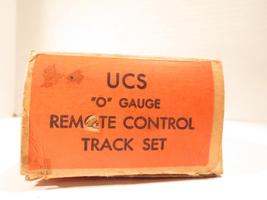 UCS
"O" GAUGE
REMOTE CONTROL
TRACK SET